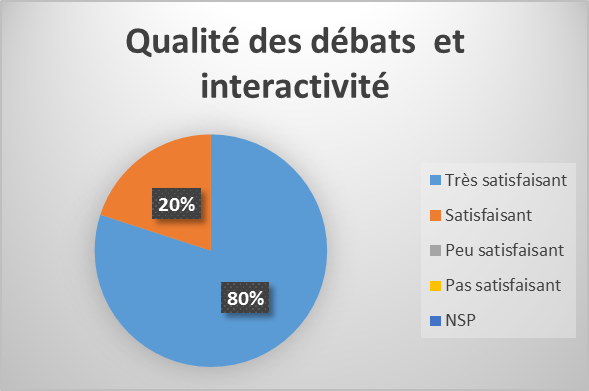 Qualité des débats  et
interactivité
20%
80%
Très satisfaisant
Satisfaisant
Peu satisfaisant
Pas satisfaisant
NSP